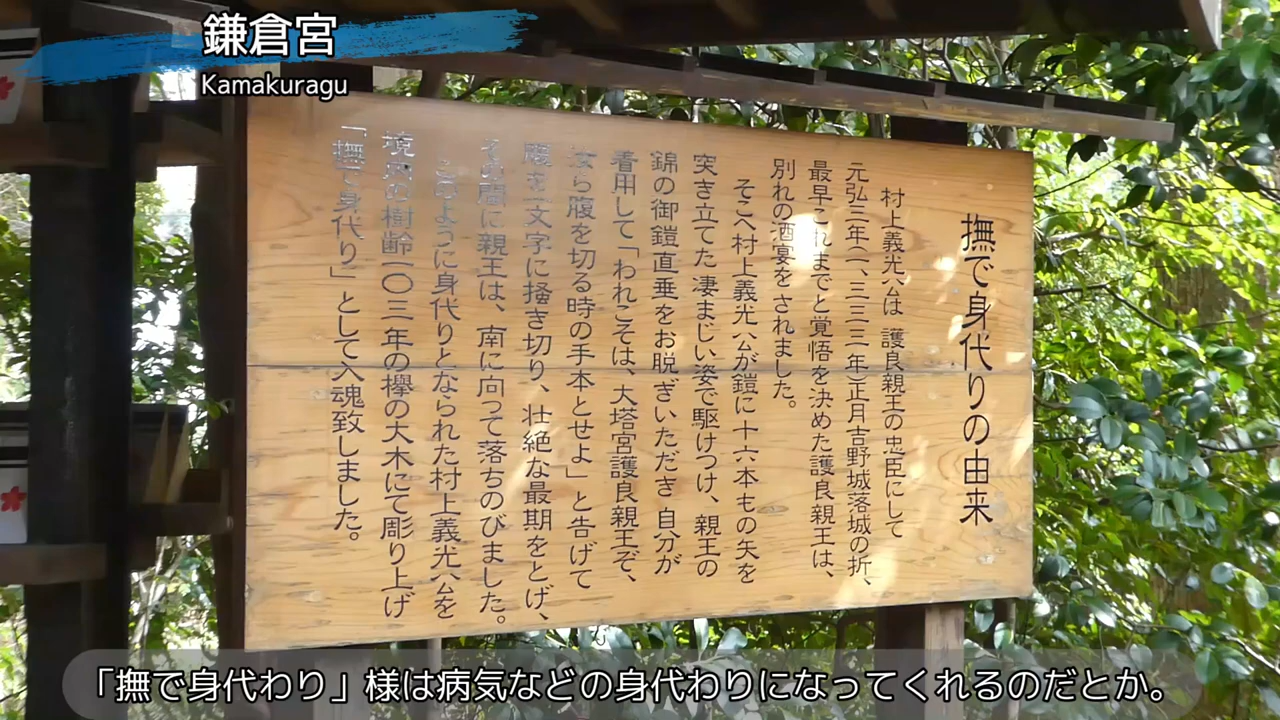 鎌倉宮
Kamakuragu
撫で身代りの由来
村上義光公は 護良親王の忠臣にして
元弘三年(一、三三三年)正月吉野城落城の折、
最早これまでと覚悟を決めた護良親王は、
別れの酒宴を されました。
そこへ村上義光公が鎧に十六本もの矢を
突き立てた 凄まじい姿で駆けつけ、親王の
錦の御鎧直垂をお脱ぎいただき 自分が
着用して「われこそは、大塔宮護良親王ぞ、
汝ら腹を切る時の手本とせよ」と告げて
腹を一文字に掻き切り、壮絶な最期をとげ、
その間に親王は、南に向って落ちのびました。
このように身代りとなられた村上義光公を
境内の樹齢一〇三年の欅の大木にて彫り上げ
「撫で身代り」として入魂致しました。
「撫で身代わり」様は病気などの身代わりになってくれるのだとか。